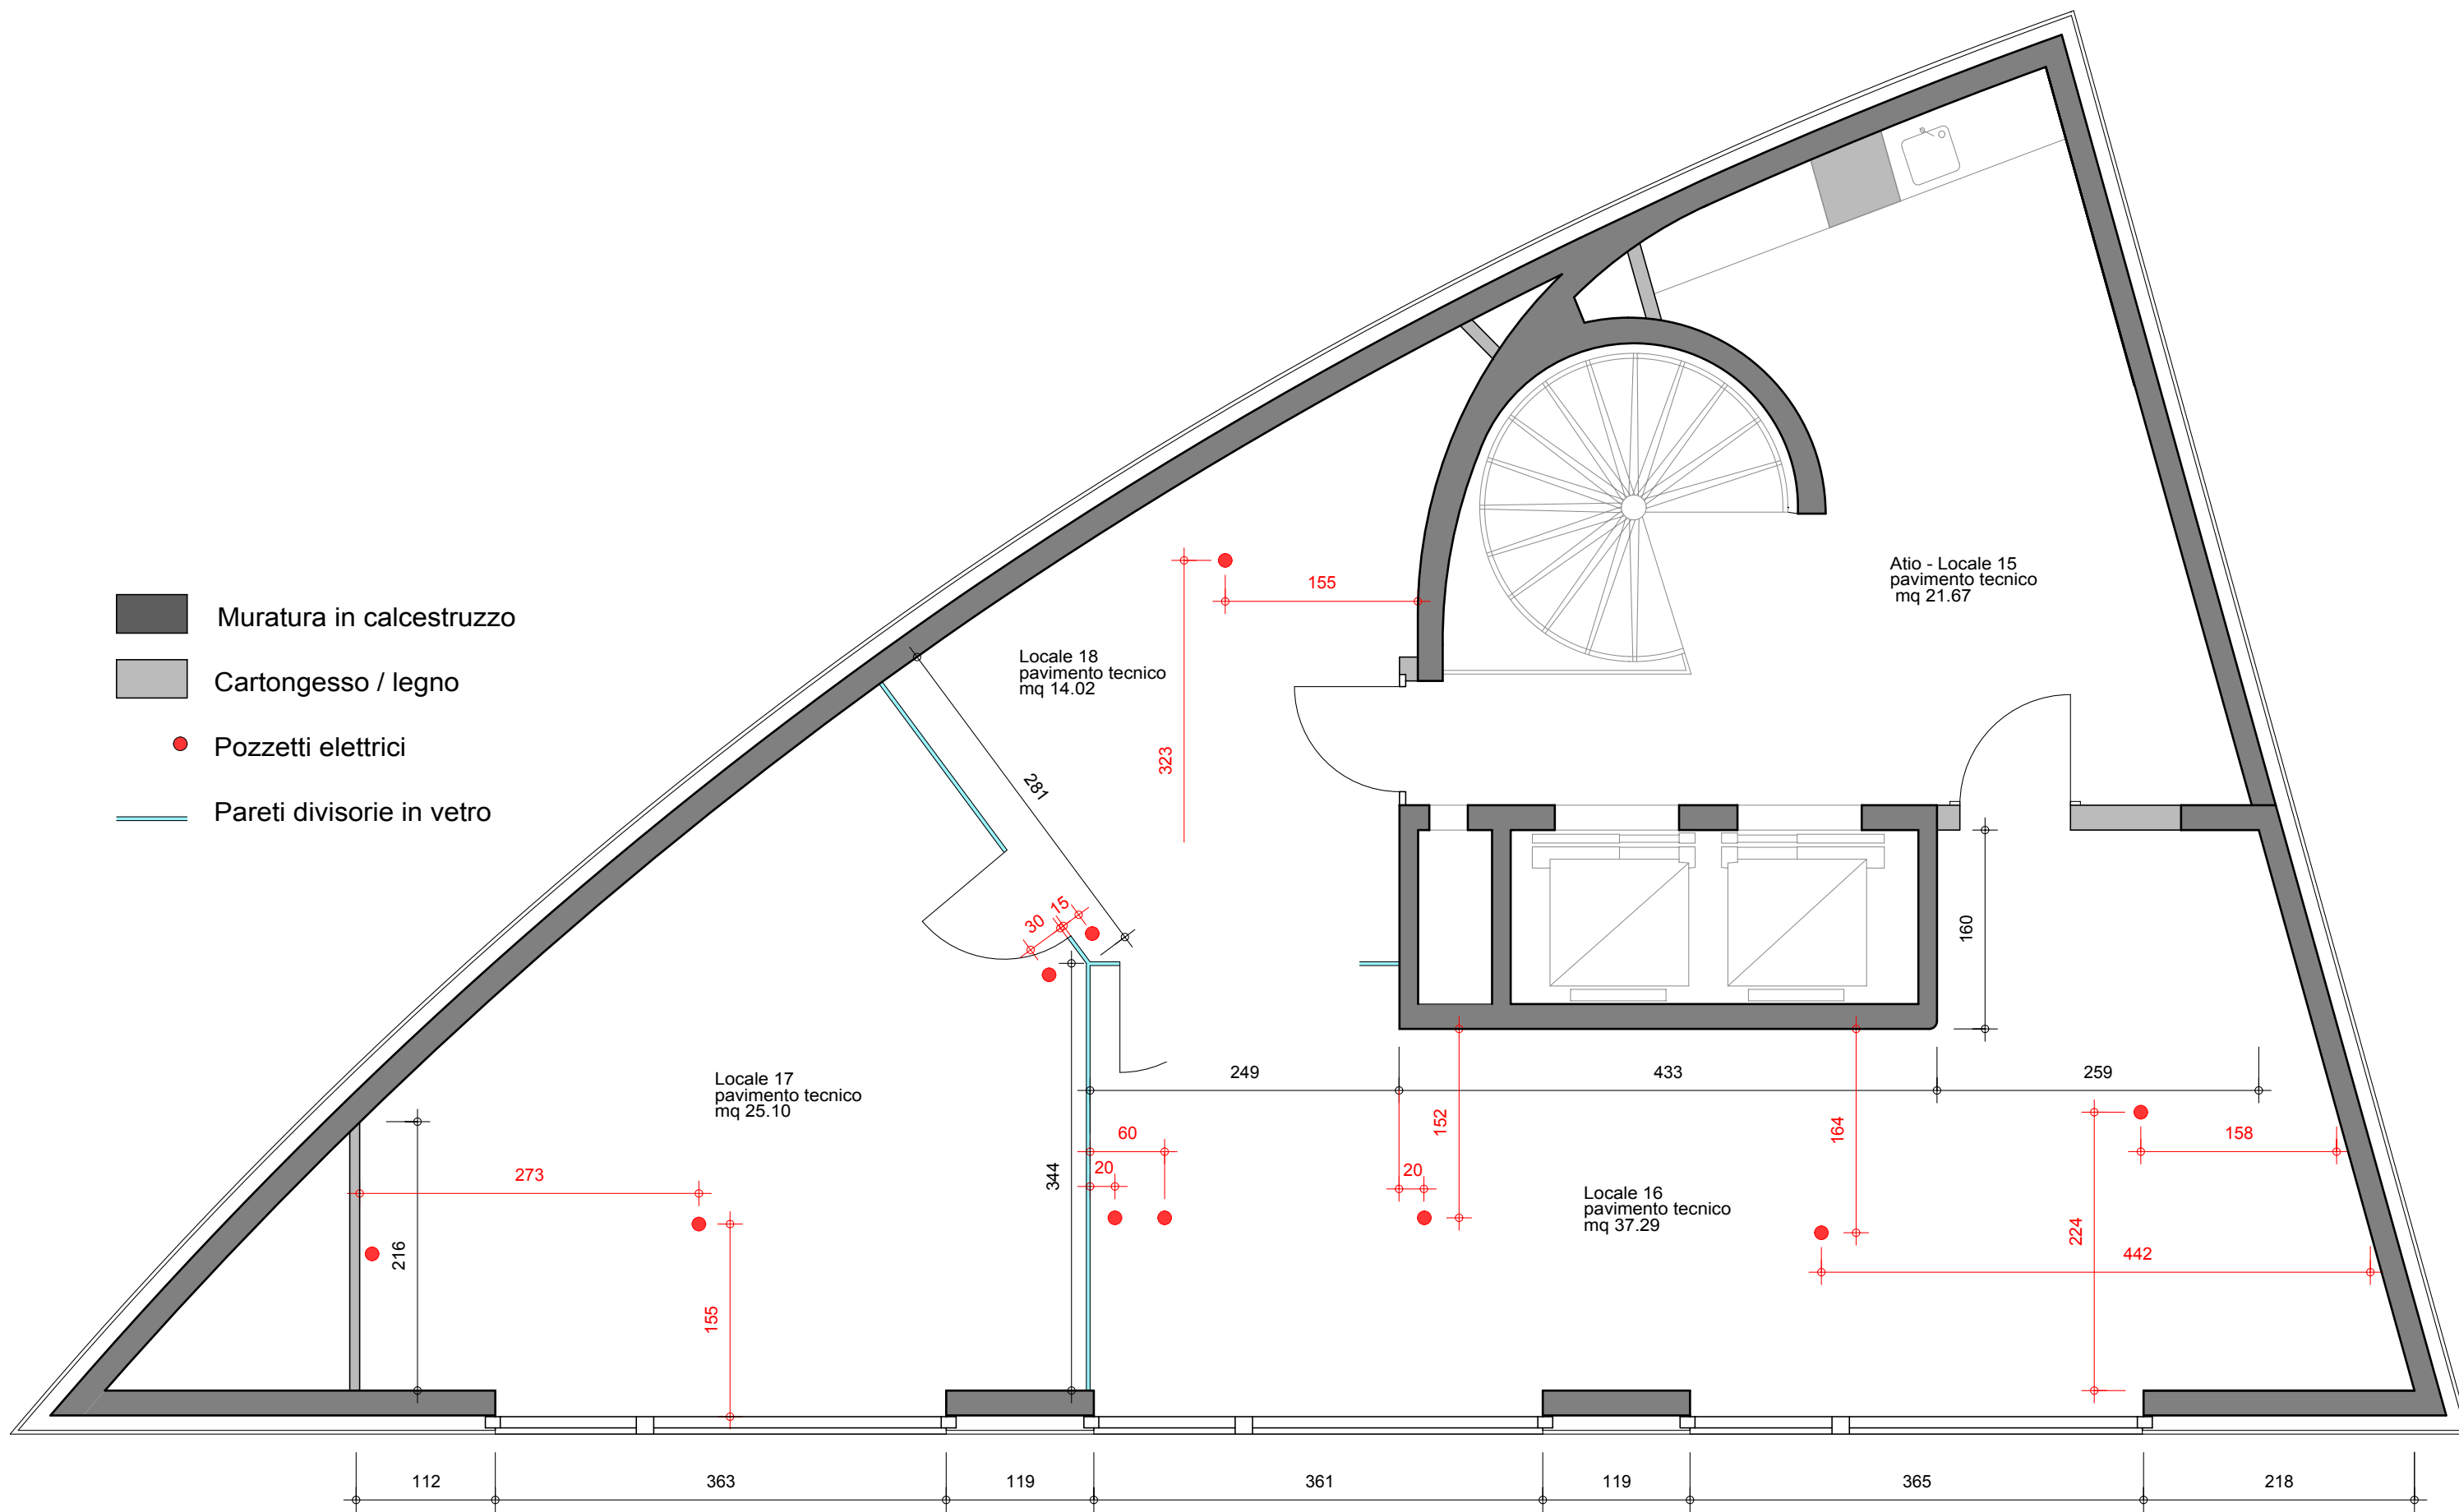 Muratura in calcestruzzo
Cartongesso / legno
Pozzetti elettrici
Pareti divisorie in vetro
Atio - Locale 15
pavimento tecnico
mq 21.67
155
Locale 18
pavimento tecnico
mq 14.02
323
281
30
15
160
249
433
259
Locale 17
pavimento tecnico
mq 25.10
152
164
60
158
20
20
344
273
Locale 16
pavimento tecnico
mq 37.29
224
442
216
155
112
363
119
361
119
365
218